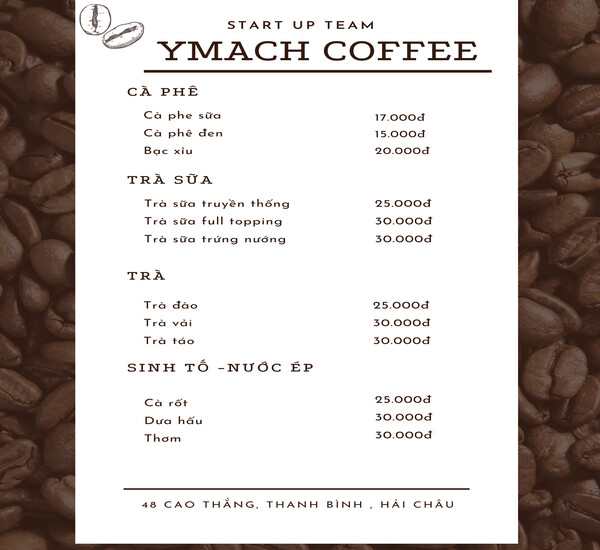 START UP TEAM
YMACH COFFEE
CÀ PHÊ
Cà phe sữa 17.000đ
Cà phê đen 15.000đ
Bạc xỉu 20.000đ
TRÀ SỮA
Trà sữa truyền thống 25.000đ
Trà sữa full topping 30.000đ
Trà sữa trứng nướng 30.000đ
TRÀ
Trà đào 25.000đ
Trà vải 30.000đ
Trà táo 30.000đ
SINH TỐ -NƯỚC ÉP
Cà rốt 25.000đ
Dưa hấu 30.000đ
Thơm 30.000đ
48 CAO THẮNG, THANH BÌNH , HẢI CHÂU